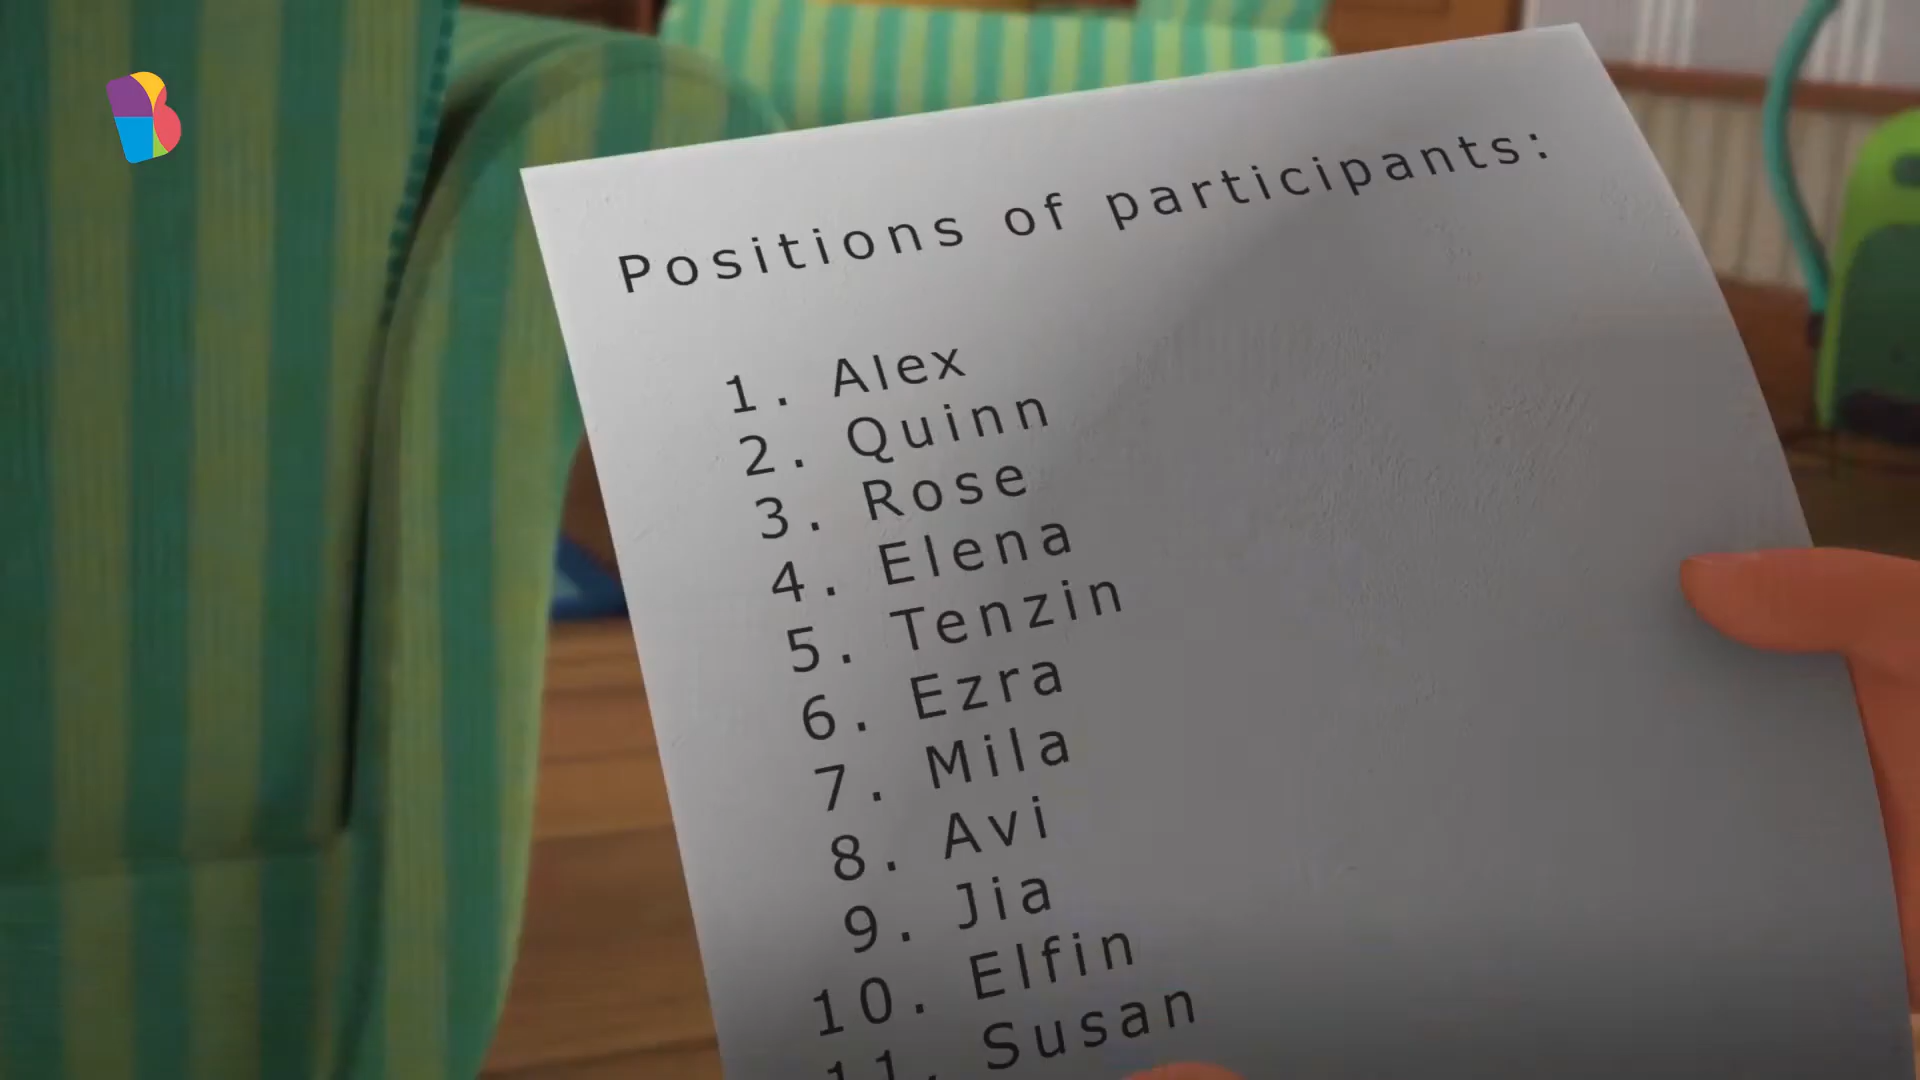 Positions of participants:
1. Alex
2. Quinn
3. Rose
4. Elena
5. Tenzin
6. Ezra
7. Mila
8. Avi
9. Jia
10. Elfin
11. Susan